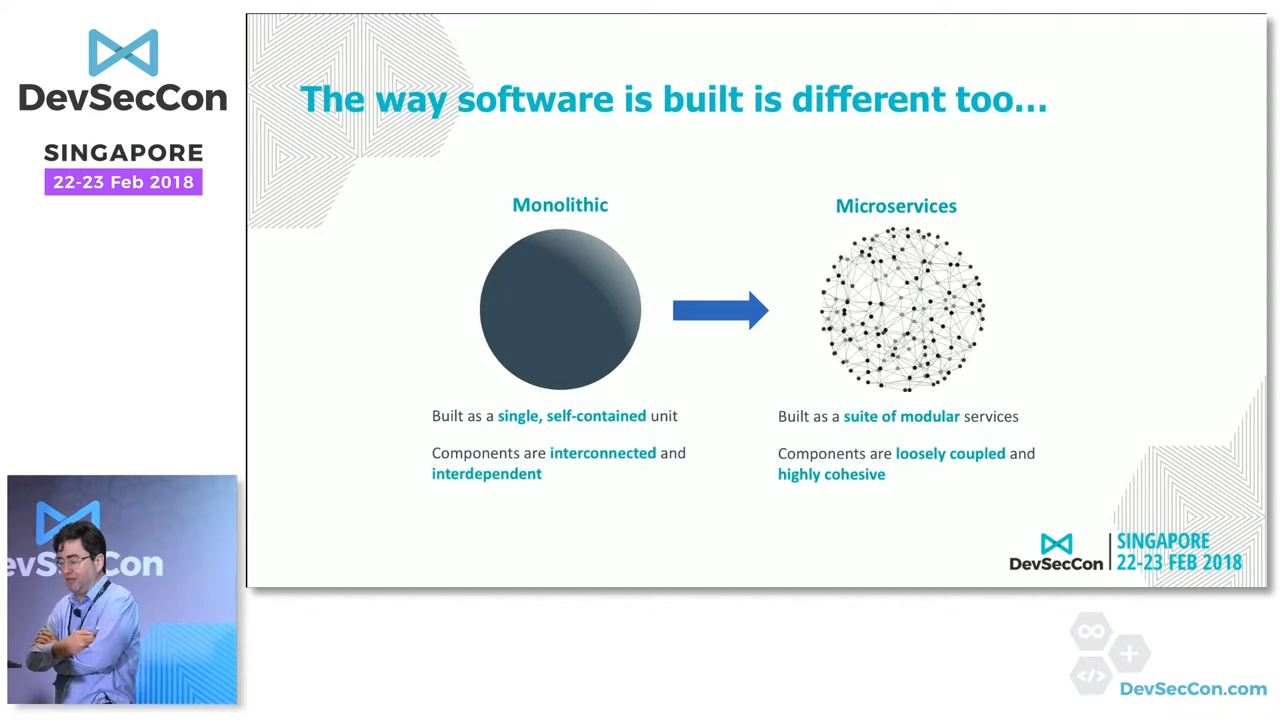 DevSecCon
SINGAPORE
22-23 Feb 2018
The way software is built is different too...
Monolithic
Microservices
Built as a single, self-contained unit
Components are interconnected and
interdependent
Built as a suite of modular services
Components are loosely coupled and
highly cohesive
DevSecCon
SINGAPORE
22-23 FEB 2018
evSecCon
DevSecCon.com